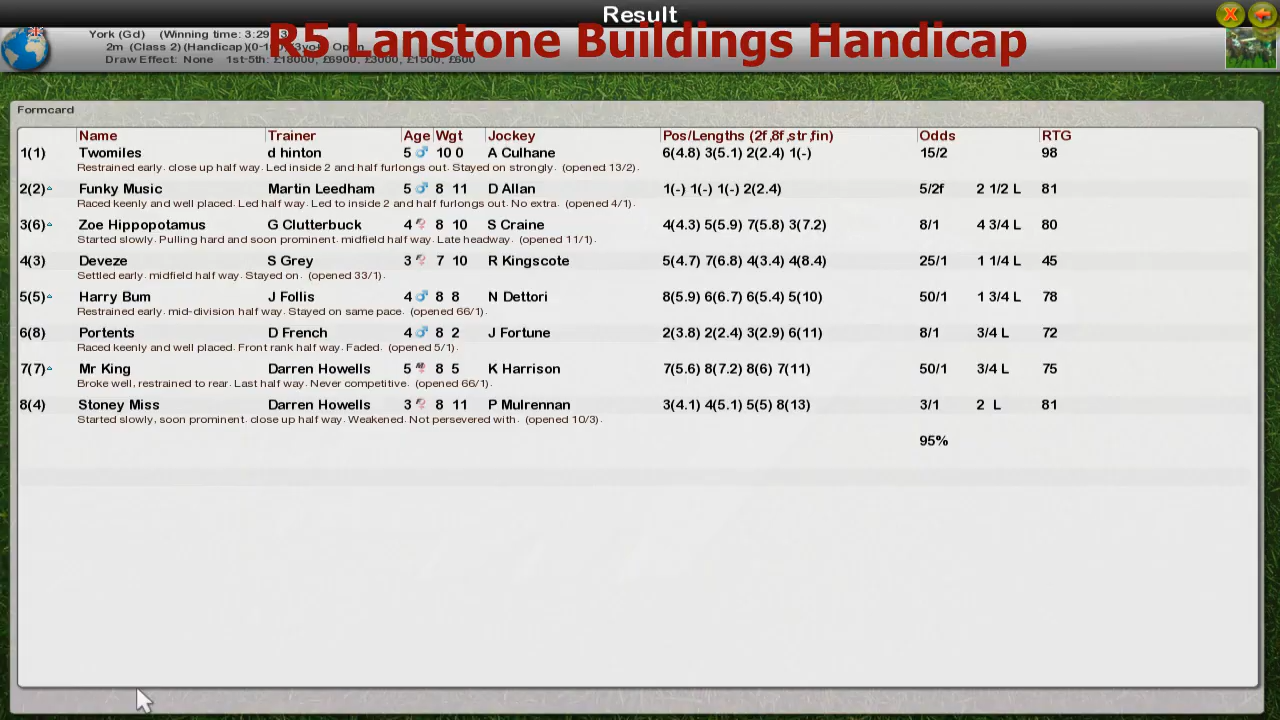 Result
R5 Lanstone Buildings Handicap
York (Gd) (Winning time: 3:29
2m (Class 2) (Handicap)
Draw Effect: None 1st-5th: £18000, £6900, £3000, £1500, £600
Formcard
Name Trainer Age Wgt Jockey Pos/Lengths (2f,8f,str,fin) Odds RTG
1(1) Twomiles d hinton 5 10 0 A Culhane 6(4.8) 3(5.1) 2(2.4) 1(-) 15/2 98
Restrained early. close up half way. Led inside 2 and half furlongs out. Stayed on strongly. (opened 13/2).
2(2) Funky Music Martin Leedham 5 8 11 D Allan 1(-) 1(-) 1(-) 2(2.4) 5/2f 2 1/2 L 81
Raced keenly and well placed. Led half way. Led to inside 2 and half furlongs out. No extra. (opened 4/1).
3(6) Zoe Hippopotamus G Clutterbuck 4 8 10 S Craine 4(4.3) 5(5.9) 7(5.8) 3(7.2) 8/1 4 3/4 L 80
Started slowly. Pulling hard and soon prominent. midfield half way. Late headway. (opened 11/1).
4(3) Deveze S Grey 3 7 10 R Kingscote 5(4.7) 7(6.8) 4(3.4) 4(8.4) 25/1 1 1/4 L 45
Settled early. midfield half way. Stayed on. (opened 33/1).
5(5) Harry Bum J Follis 4 8 8 N Dettori 8(5.9) 6(6.7) 6(5.4) 5(10) 50/1 1 3/4 L 78
Restrained early. mid-division half way. Stayed on same pace. (opened 66/1).
6(8) Portents D French 4 8 2 J Fortune 2(3.8) 2(2.4) 3(2.9) 6(11) 8/1 3/4 L 72
Raced keenly and well placed. Front rank half way. Faded. (opened 5/1).
7(7) Mr King Darren Howells 5 8 5 K Harrison 7(5.6) 8(7.2) 8(6) 7(11) 50/1 3/4 L 75
Broke well, restrained to rear. Last half way. Never competitive. (opened 66/1).
8(4) Stoney Miss Darren Howells 3 8 11 P Mulrennan 3(4.1) 4(5.1) 5(5) 8(13) 3/1 2 L 81
Started slowly, soon prominent. close up half way. Weakened. Not persevered with. (opened 10/3).
95%